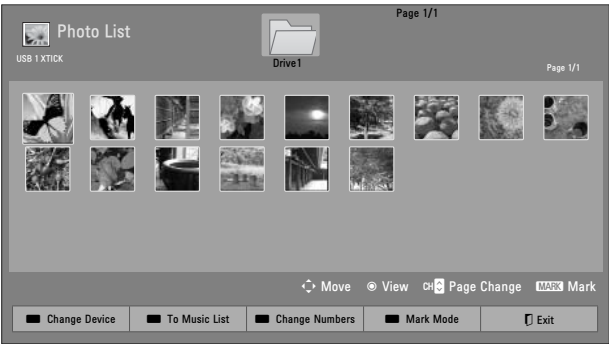 Page 1/1
Photo List
USB 1 XTICK
Drive1
Page 1/1
Move View CH Page Change MARK Mark
Change Device To Music List Change Numbers Mark Mode Exit